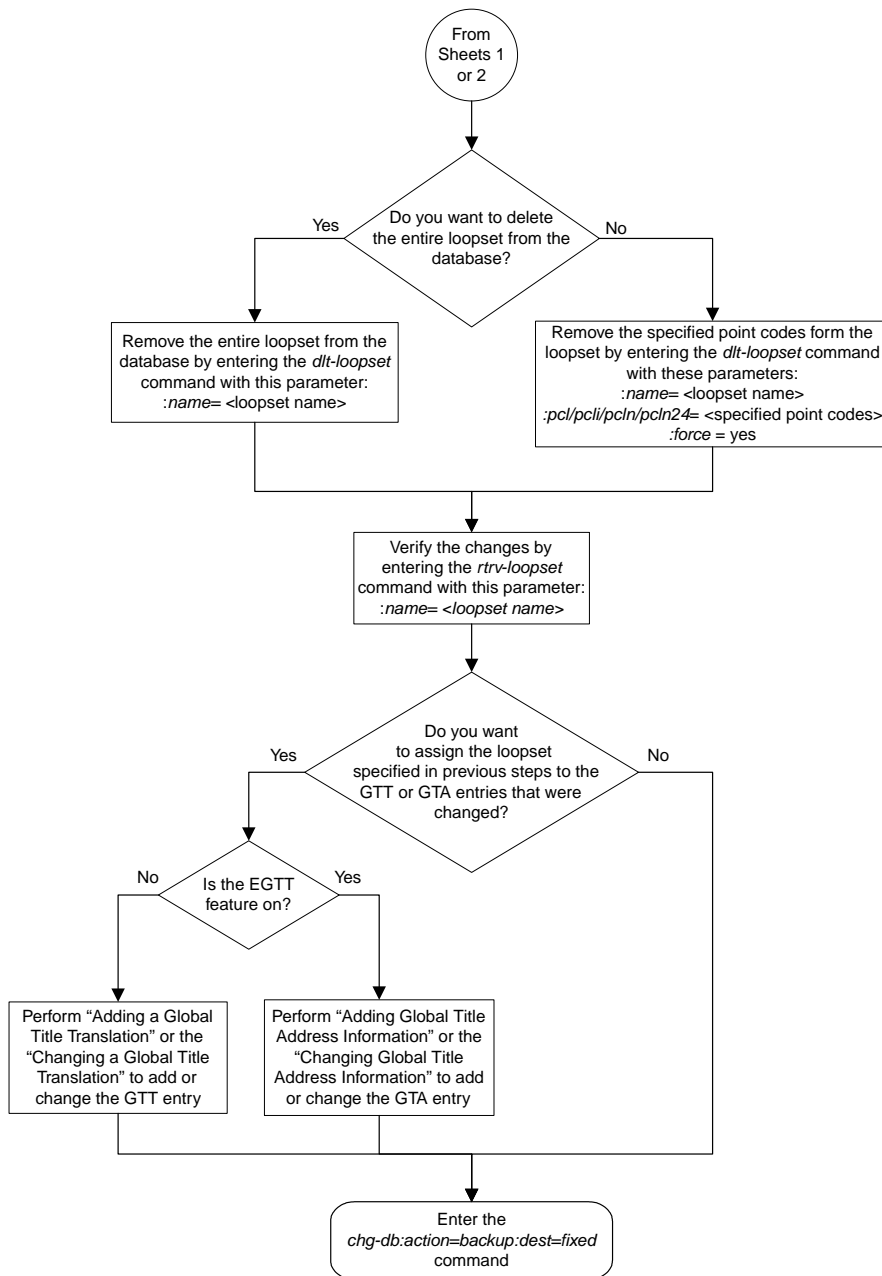 From
Sheets 1
or 2
Do you want to delete
the entire loopset from the
database?
Yes
No
Remove the entire loopset from the
database by entering the dlt-loopset
command with this parameter:
:name= <loopset name>
Remove the specified point codes form the
loopset by entering the dlt-loopset command
with these parameters:
:name= <loopset name>
:pcl/pcli/pcln/pcln24= <specified point codes>
:force = yes
Verify the changes by
entering the rtrv-loopset
command with this parameter:
:name= <loopset name>
Do you want
to assign the loopset
specified in previous steps to the
GTT or GTA entries that were
changed?
Yes
No
Is the EGTT
feature on?
No
Yes
Perform “Adding a Global
Title Translation” or the
“Changing a Global Title
Translation” to add or
change the GTT entry
Perform “Adding Global Title
Address Information” or the
“Changing Global Title
Address Information” to add
or change the GTA entry
Enter the
chg-db:action=backup:dest=fixed
command